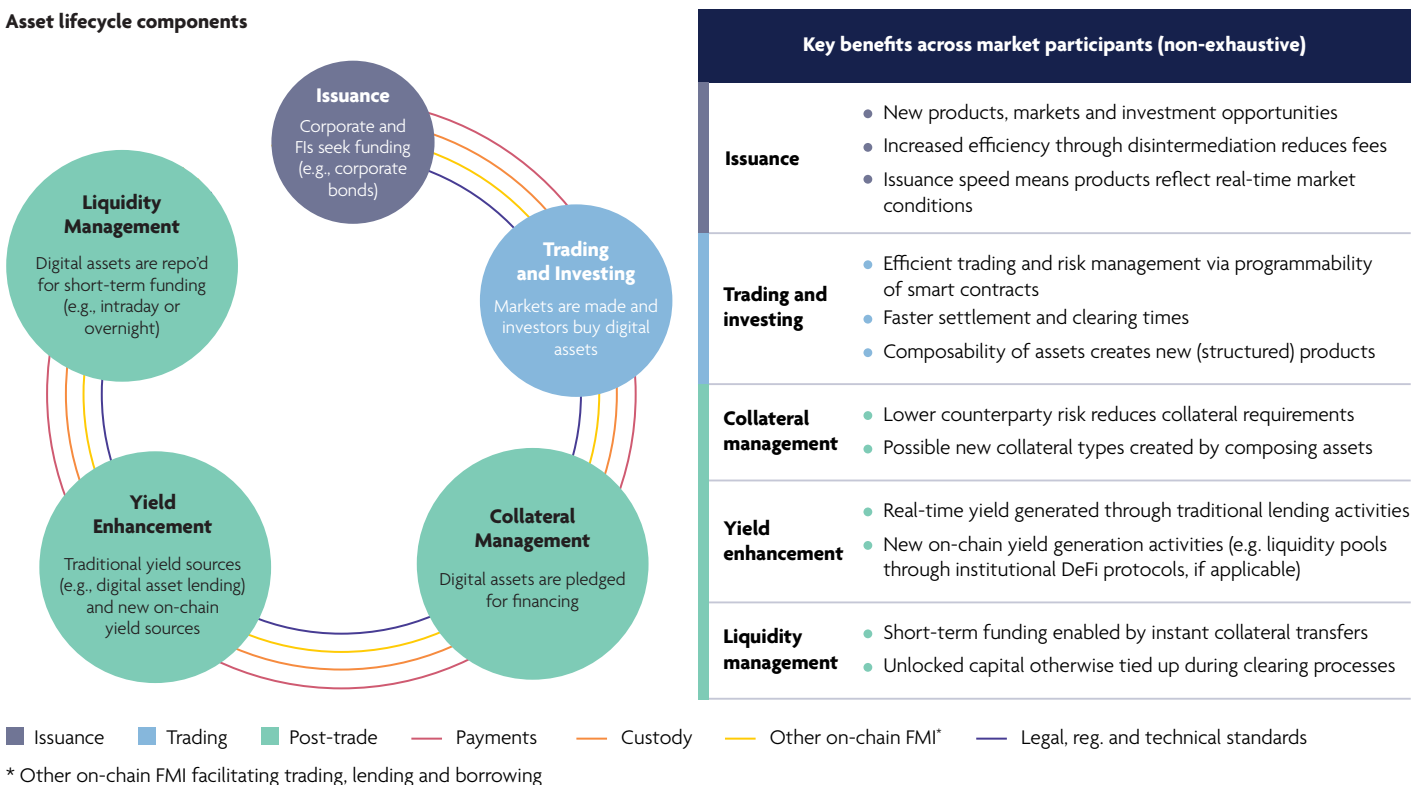 Asset lifecycle components
Issuance
Corporate and
FIs seek funding
(e.g., corporate
bonds)
Trading
and Investing
Markets are made and
investors buy digital
assets
Collateral
Management
Digital assets are pledged
for financing
Yield
Enhancement
Traditional yield sources
(e.g., digital asset lending)
and new on-chain
yield sources
Liquidity
Management
Digital assets are repo'd
for short-term funding
(e.g., intraday or
overnight)
Key benefits across market participants (non-exhaustive)
Issuance
• New products, markets and investment opportunities
• Increased efficiency through disintermediation reduces fees
• Issuance speed means products reflect real-time market
conditions
Trading and
investing
• Efficient trading and risk management via programmability
of smart contracts
• Faster settlement and clearing times
• Composability of assets creates new (structured) products
Collateral
management
• Lower counterparty risk reduces collateral requirements
• Possible new collateral types created by composing assets
Yield
enhancement
• Real-time yield generated through traditional lending activities
• New on-chain yield generation activities (e.g. liquidity pools
through institutional DeFi protocols, if applicable)
Liquidity
management
• Short-term funding enabled by instant collateral transfers
• Unlocked capital otherwise tied up during clearing processes
Issuance Trading Post-trade Payments Custody Other on-chain FMI* Legal, reg. and technical standards
* Other on-chain FMI facilitating trading, lending and borrowing